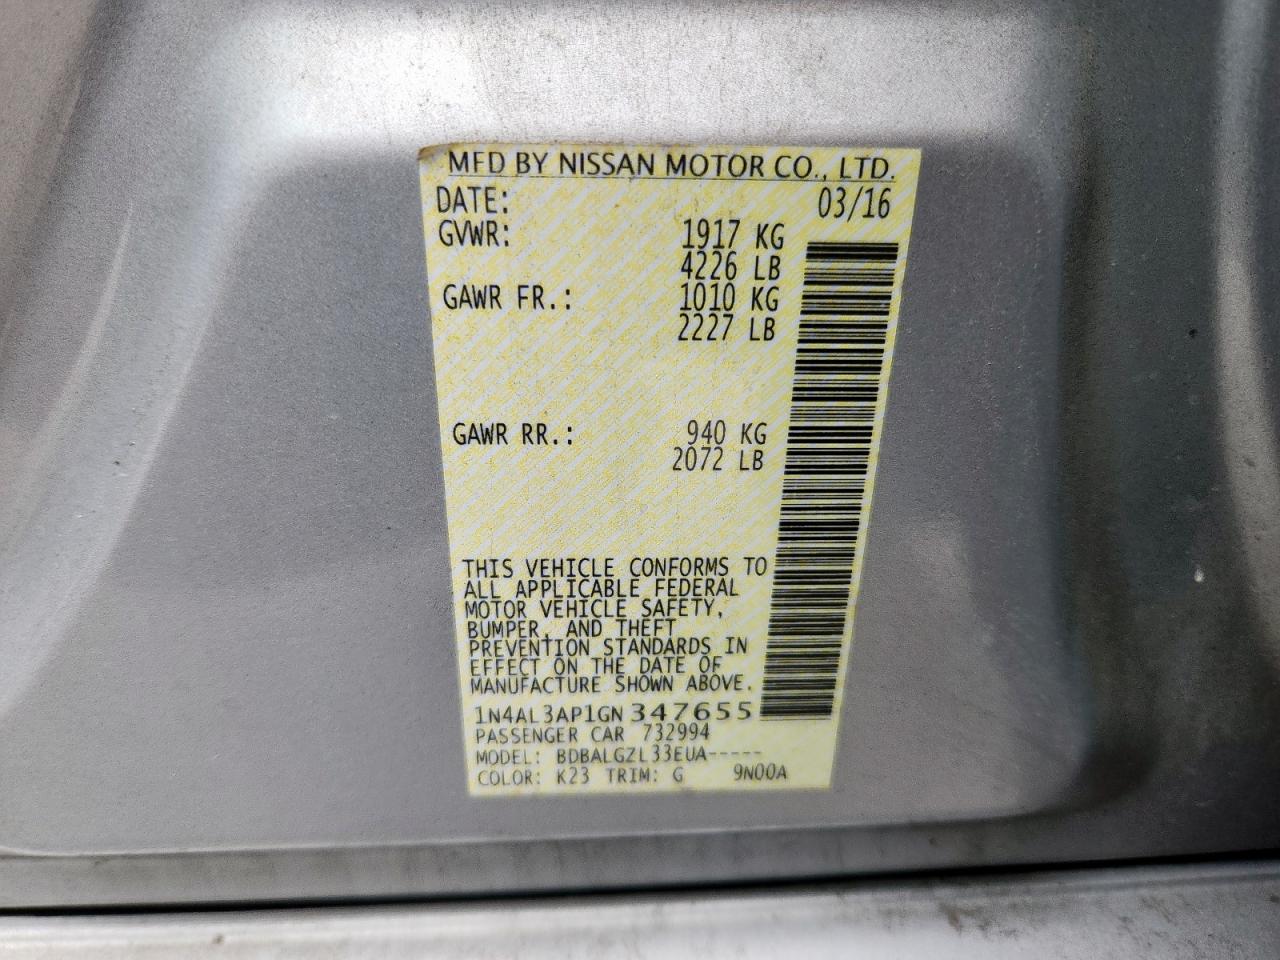 MFD BY NISSAN MOTOR CO., LTD.
DATE: 03/16
GVWR: 1917 KG
4226 LB
GAWR FR.: 1010 KG
2227 LB
GAWR RR.: 940 KG
2072 LB
THIS VEHICLE CONFORMS TO
ALL APPLICABLE FEDERAL
MOTOR VEHICLE SAFETY,
BUMPER, AND THEFT
PREVENTION STANDARDS IN
EFFECT ON THE DATE OF
MANUFACTURE SHOWN ABOVE.
1N4AL3AP1GN347655
PASSENGER CAR 732994
MODEL: BDBALGZL33EUA-----
COLOR: K23 TRIM: G 9N00A